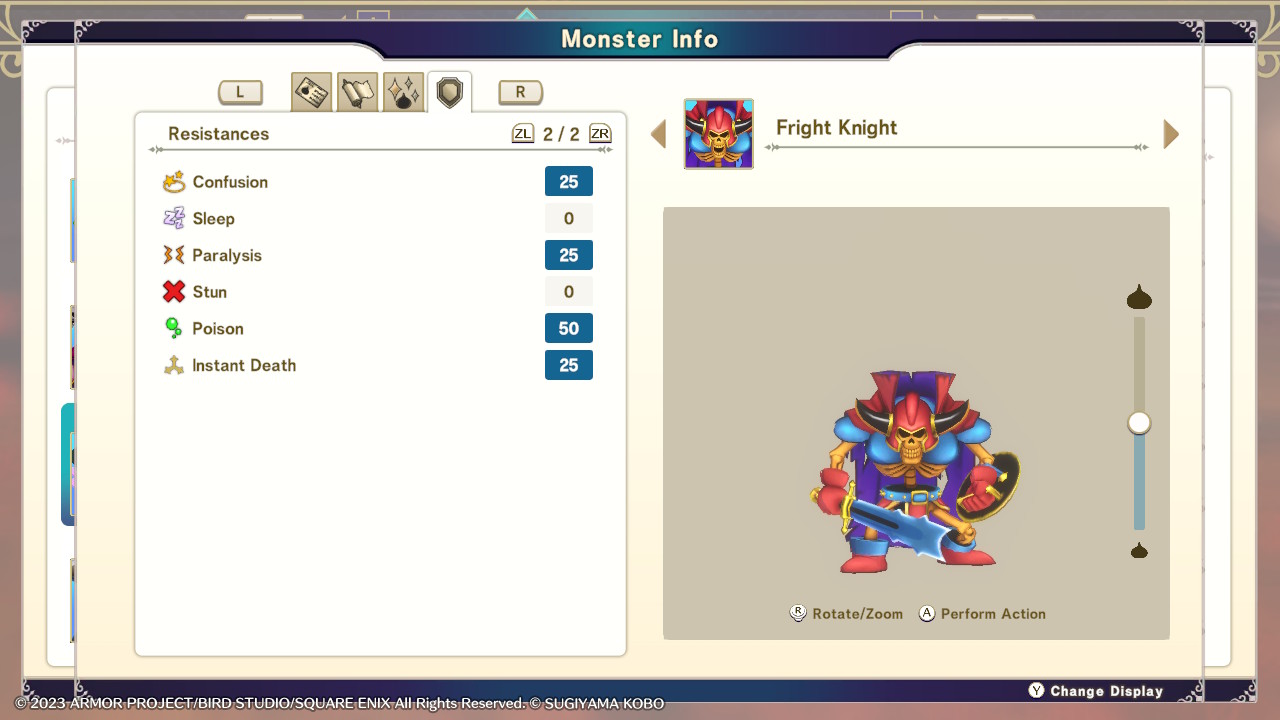 Monster Info
L
R
Resistances
ZL 2 / 2 ZR
Confusion 25
Sleep 0
Paralysis 25
Stun 0
Poison 50
Instant Death 25
Fright Knight
R Rotate/Zoom A Perform Action
Y Change Display
© 2023 ARMOR PROJECT/BIRD STUDIO/SQUARE ENIX All Rights Reserved. © SUGIYAMA KOBO